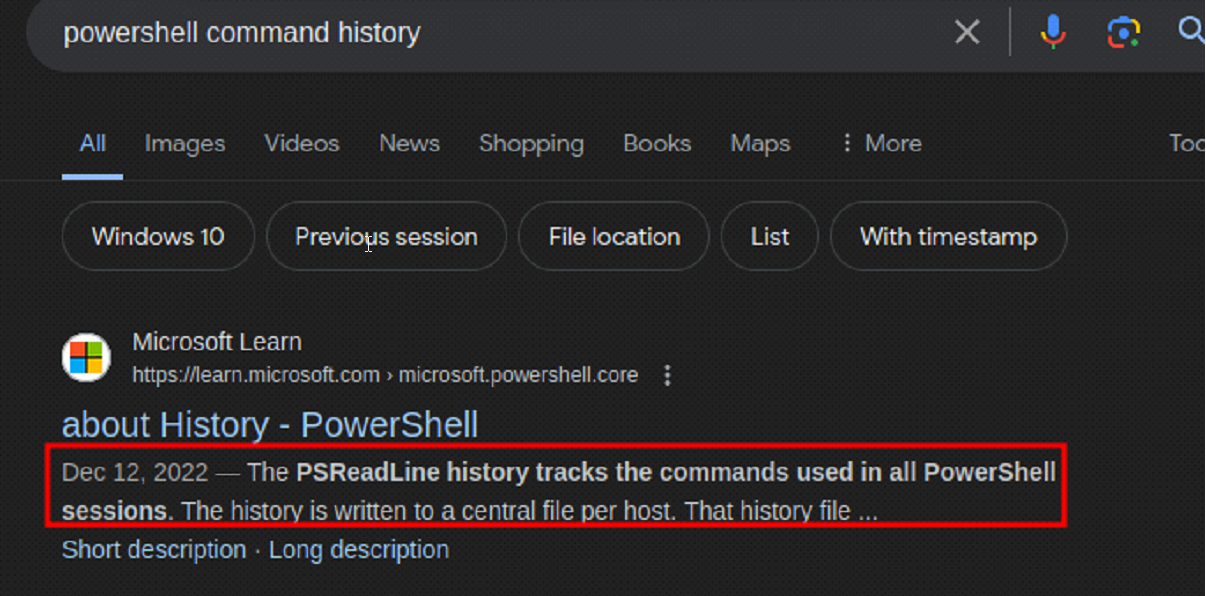 powershell command history
All Images Videos News Shopping Books Maps More
Windows 10 Previous session File location List With timestamp
Microsoft Learn
https://learn.microsoft.com › microsoft.powershell.core
about History - PowerShell
Dec 12, 2022 — The PSReadLine history tracks the commands used in all PowerShell
sessions. The history is written to a central file per host. That history file ...
Short description · Long description